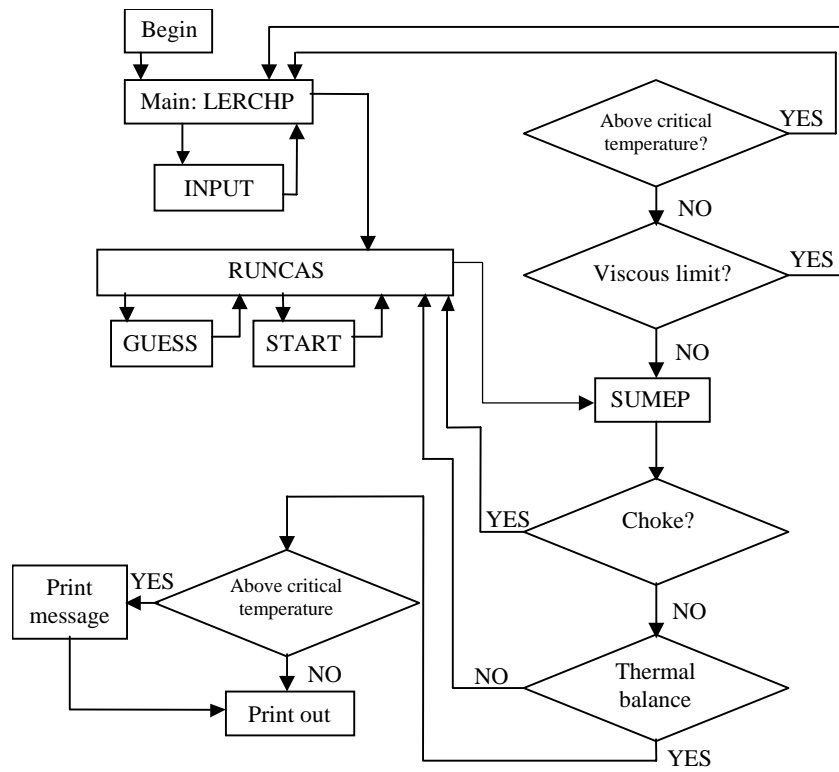 Begin
Main: LERCHP
INPUT
RUNCAS
GUESS
START
Above critical
temperature?
YES
NO
Viscous limit?
YES
NO
SUMEP
Choke?
YES
NO
Thermal
balance
NO
YES
Above critical
temperature
YES
NO
Print
message
Print out